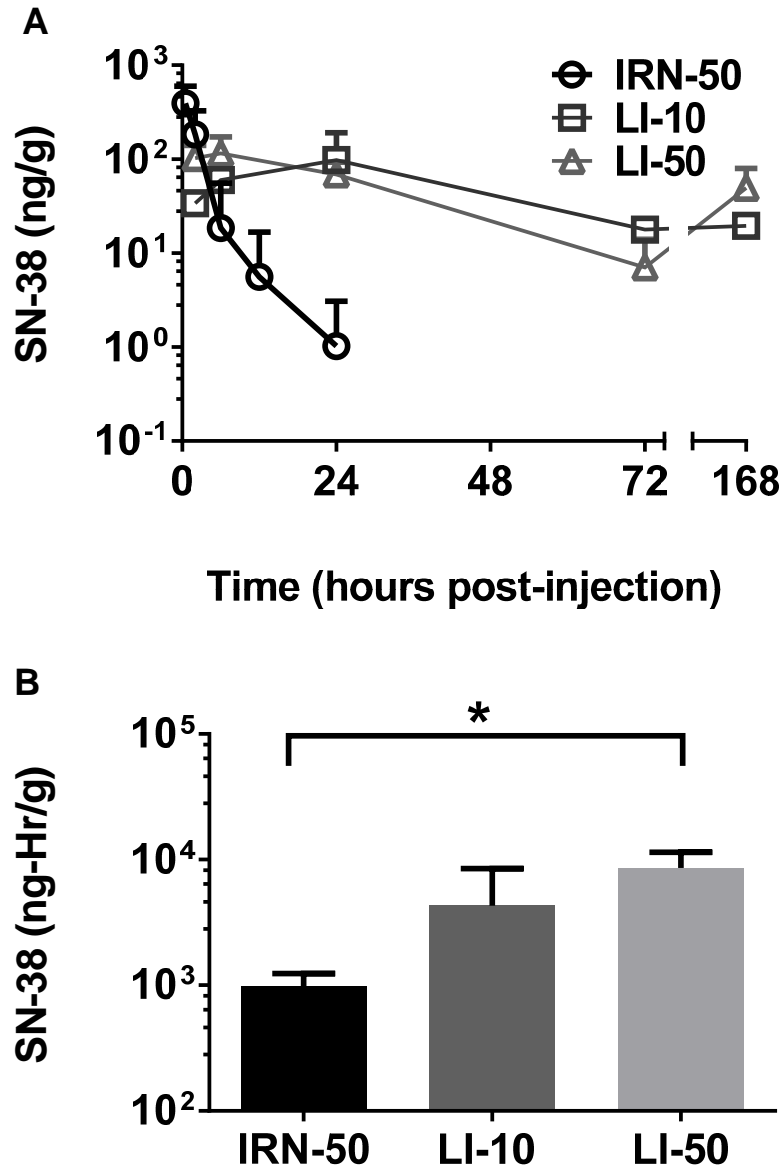 A
10³
10²
10¹
10⁰
10⁻¹
SN-38 (ng/g)
IRN-50
LI-10
LI-50
0 24 48 72 168
Time (hours post-injection)
B
*
10⁵
10⁴
10³
10²
SN-38 (ng-Hr/g)
IRN-50 LI-10 LI-50